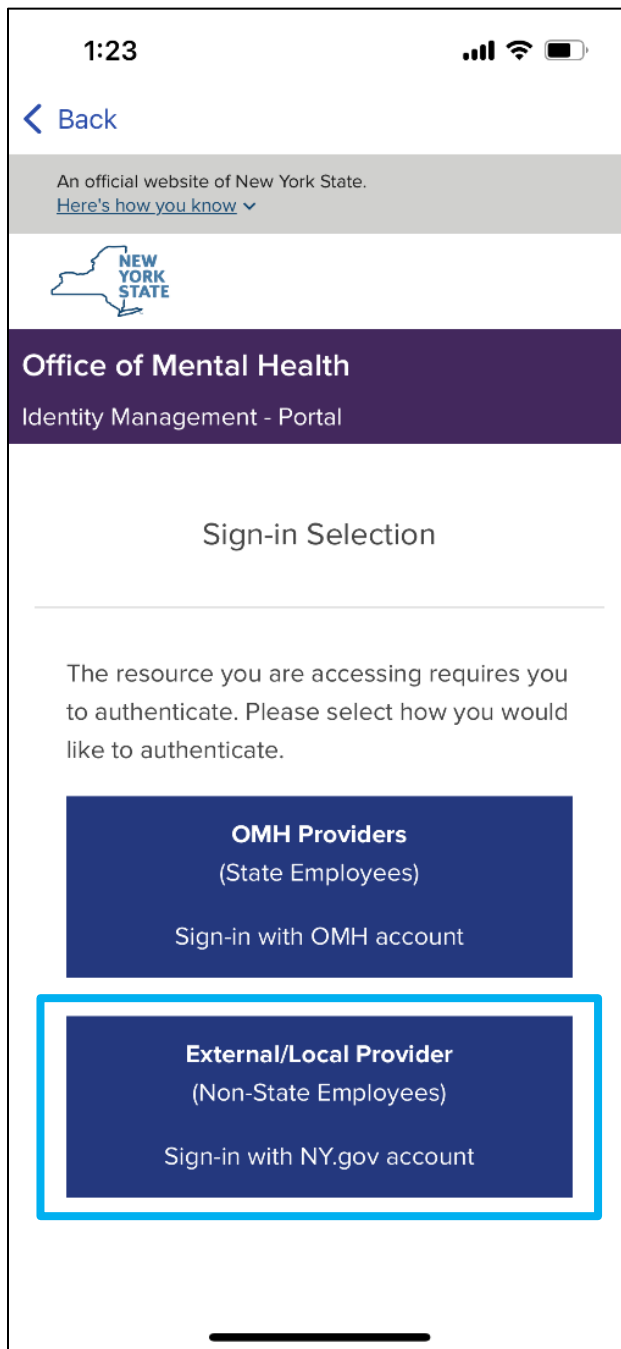 1:23
Back
An official website of New York State.
Here's how you know
NEW
YORK
STATE
Office of Mental Health
Identity Management - Portal
Sign-in Selection
The resource you are accessing requires you
to authenticate. Please select how you would
like to authenticate.
OMH Providers
(State Employees)
Sign-in with OMH account
External/Local Provider
(Non-State Employees)
Sign-in with NY.gov account